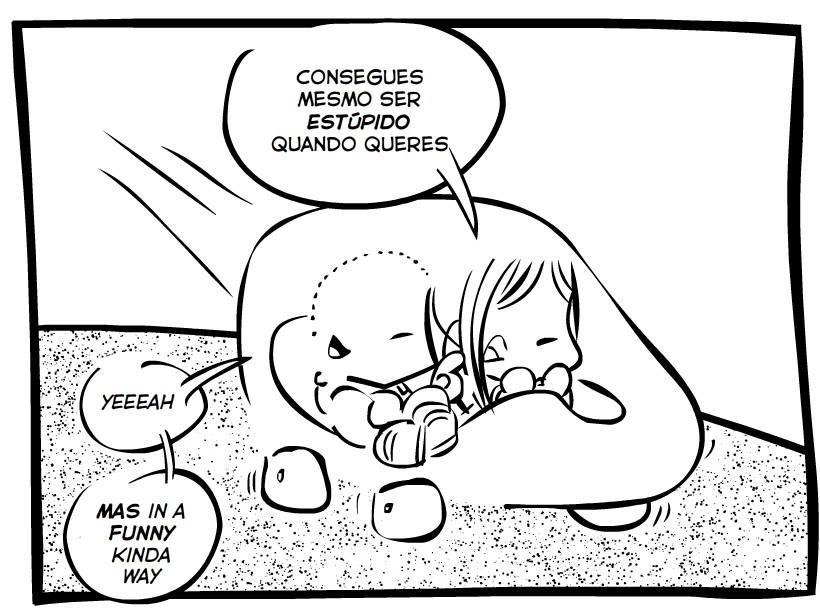 CONSEGUES
MESMO SER
ESTÚPIDO
QUANDO QUERES
YEEEAH
MAS IN A
FUNNY
KINDA
WAY